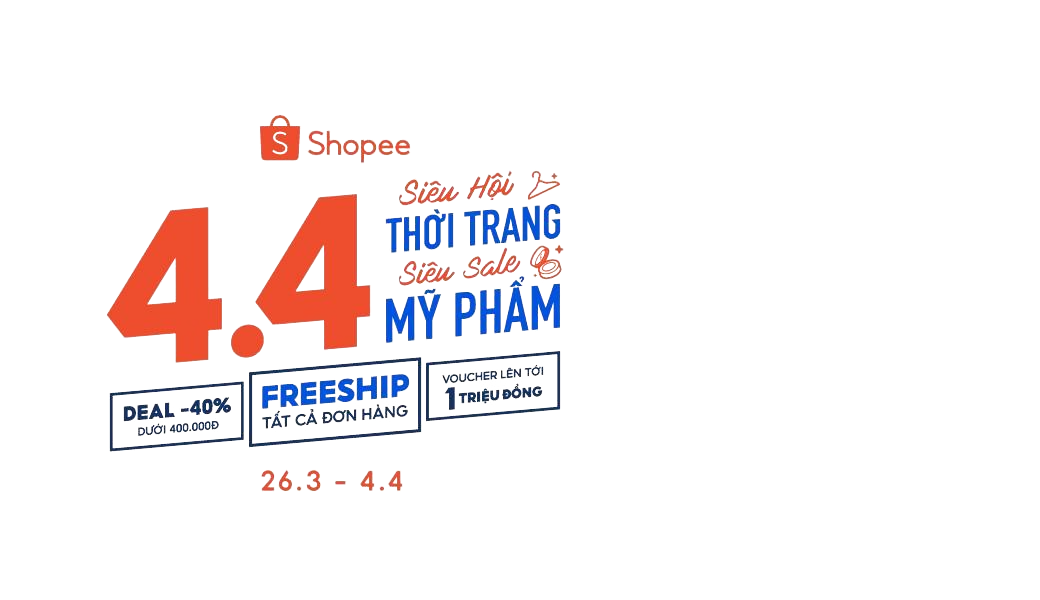 Shopee
4.4
Siêu Hội
THỜI TRANG
Siêu Sale
MỸ PHẨM
DEAL -40%
DƯỚI 400.000Đ
FREESHIP
TẤT CẢ ĐƠN HÀNG
VOUCHER LÊN TỚI
1 TRIỆU ĐỒNG
26.3 - 4.4